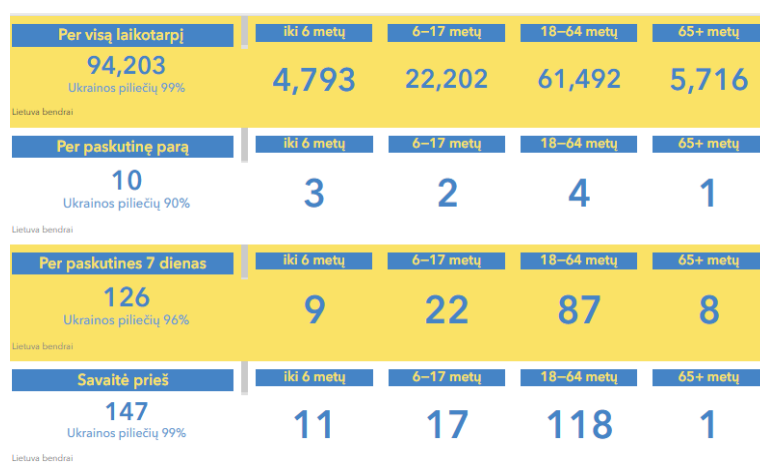 Per visą laikotarpį
iki 6 metų
6–17 metų
18–64 metų
65+ metų
94,203
4,793
22,202
61,492
5,716
Ukrainos piliečių 99%
Lietuva bendrai
Per paskutinę parą
iki 6 metų
6–17 metų
18–64 metų
65+ metų
10
3
2
4
1
Ukrainos piliečių 90%
Lietuva bendrai
Per paskutines 7 dienas
iki 6 metų
6–17 metų
18–64 metų
65+ metų
126
9
22
87
8
Ukrainos piliečių 96%
Lietuva bendrai
Savaitė prieš
iki 6 metų
6–17 metų
18–64 metų
65+ metų
147
11
17
118
1
Ukrainos piliečių 99%
Lietuva bendrai